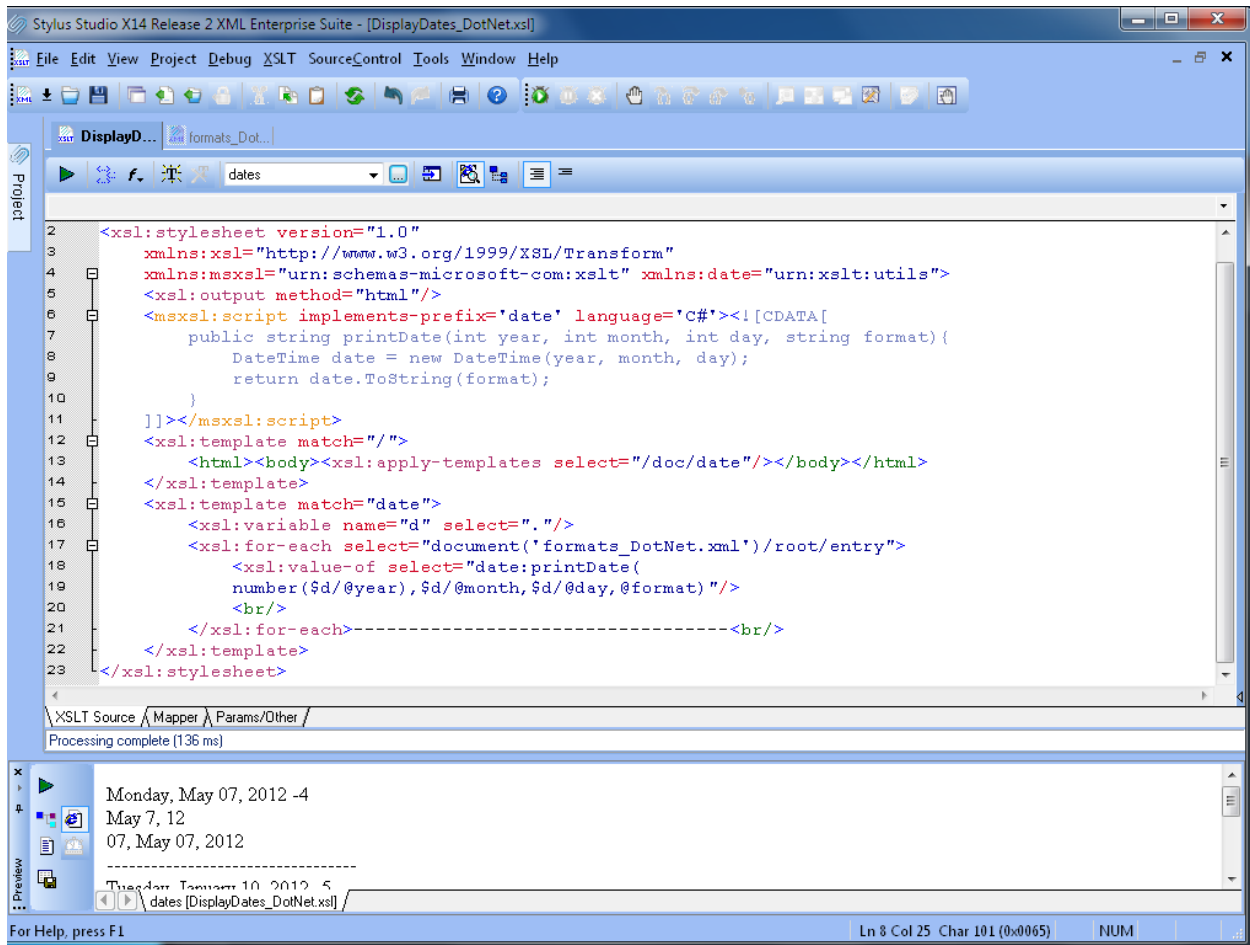 Stylus Studio X14 Release 2 XML Enterprise Suite - [DisplayDates_DotNet.xsl]
File Edit View Project Debug XSLT SourceControl Tools Window Help
DisplayD... formats_Dot...
Project
dates
2 <xsl:stylesheet version="1.0"
3 xmlns:xsl="http://www.w3.org/1999/XSL/Transform"
4 xmlns:msxsl="urn:schemas-microsoft-com:xslt" xmlns:date="urn:xslt:utils">
5 <xsl:output method="html"/>
6 <msxsl:script implements-prefix='date' language='C#'><![CDATA[
7 public string printDate(int year, int month, int day, string format){
8 DateTime date = new DateTime(year, month, day);
9 return date.ToString(format);
10 }
11 ]]></msxsl:script>
12 <xsl:template match="/">
13 <html><body><xsl:apply-templates select="/doc/date"/></body></html>
14 </xsl:template>
15 <xsl:template match="date">
16 <xsl:variable name="d" select="."/>
17 <xsl:for-each select="document('formats_DotNet.xml')/root/entry">
18 <xsl:value-of select="date:printDate(
19 number($d/@year),$d/@month,$d/@day,@format)"/>
20 <br/>
21 </xsl:for-each>----------------------------------<br/>
22 </xsl:template>
23 </xsl:stylesheet>
XSLT Source Mapper Params/Other
Processing complete (136 ms)
Monday, May 07, 2012 -4
May 7, 12
07, May 07, 2012
----------------------------------
Tuesday, January 10, 2012 -5
Preview
dates [DisplayDates_DotNet.xsl]
For Help, press F1 Ln 8 Col 25 Char 101 (0x0065) NUM